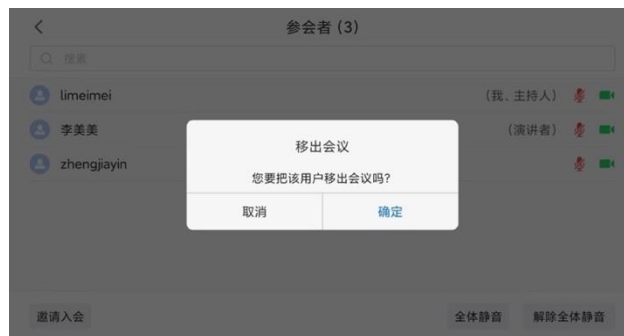 参会者 (3)
搜索
limeimei (我、主持人)
李美美 (演讲者)
zhengjiayin
移出会议
您要把该用户移出会议吗?
取消 确定
邀请入会 全体静音 解除全体静音